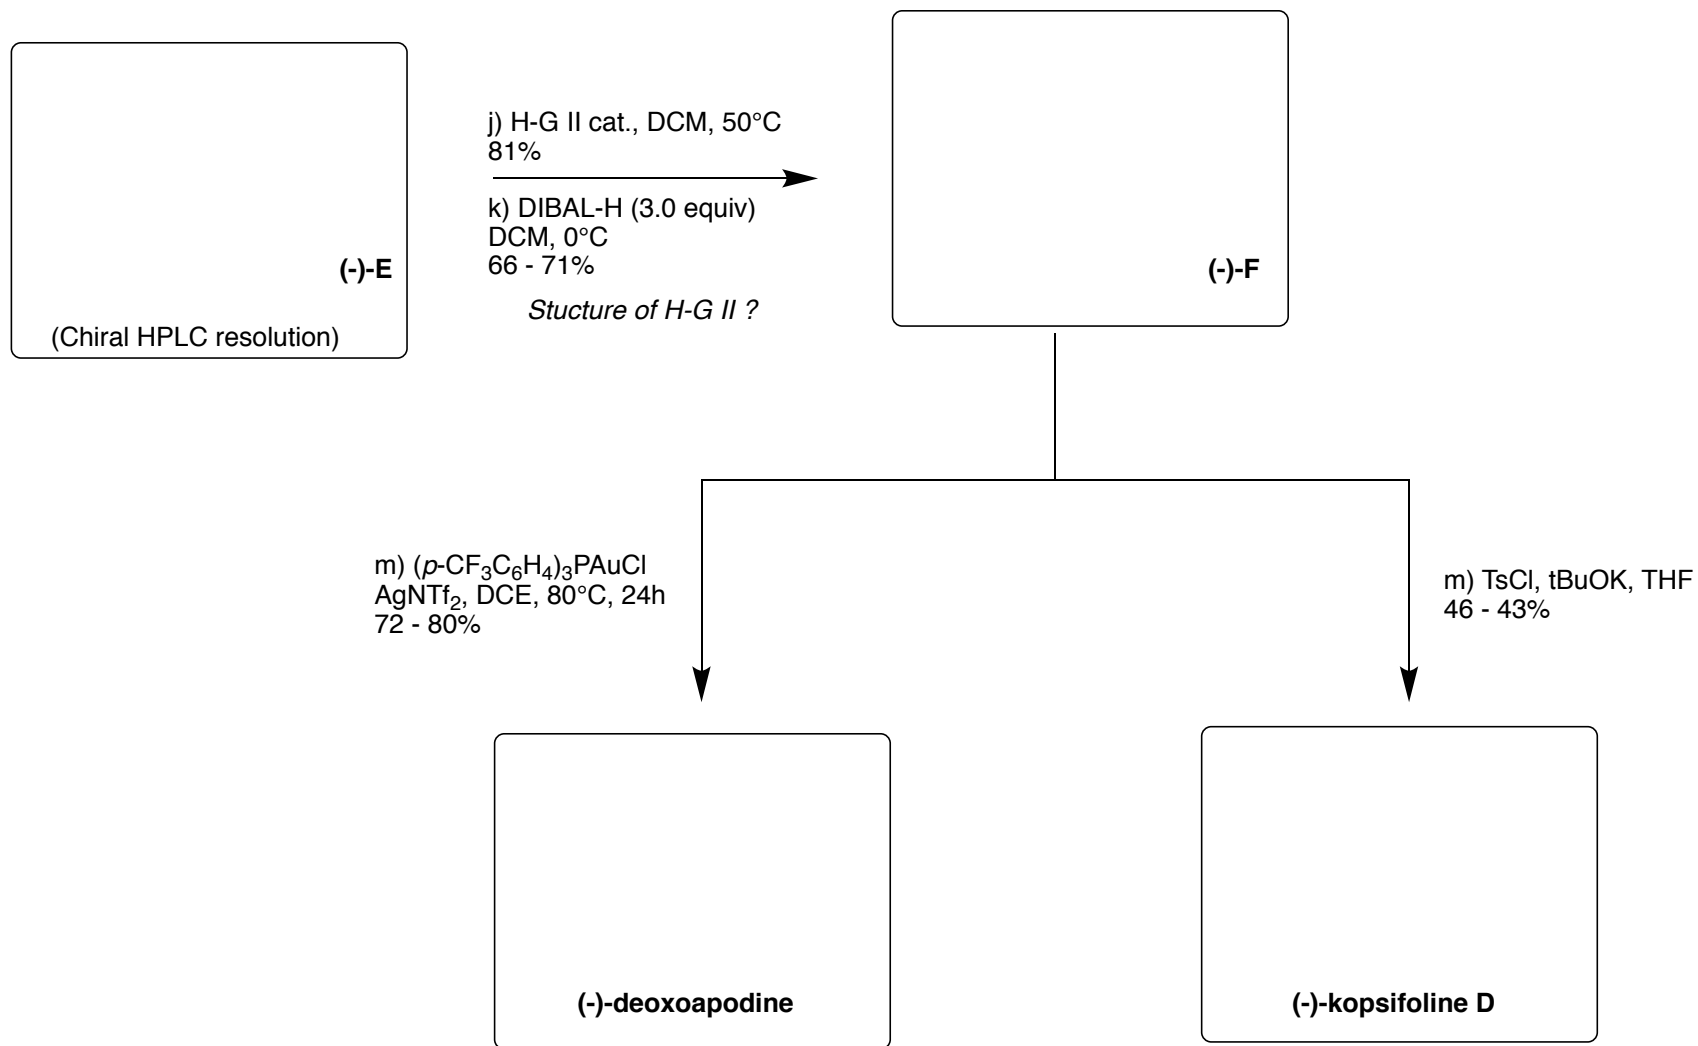 j) H-G II cat., DCM, 50°C
81%
k) DIBAL-H (3.0 equiv)
DCM, 0°C
66 - 71%
Stucture of H-G II ?
(-)-E
(Chiral HPLC resolution)
(-)-F
m) (p-CF₃C₆H₄)₃PAuCl
AgNTf₂, DCE, 80°C, 24h
72 - 80%
m) TsCl, tBuOK, THF
46 - 43%
(-)-deoxoapodine
(-)-kopsifoline D